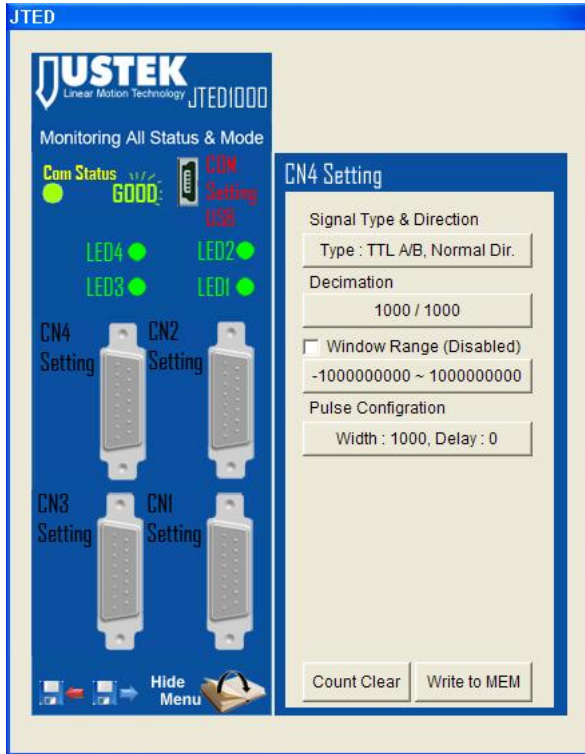 JTED
JUSTEK
Linear Motion Technology
JTED1000
Monitoring All Status & Mode
Com Status
GOOD
COM
Setting
USB
LED4
LED2
LED3
LED1
CN4
Setting
CN2
Setting
CN3
Setting
CN1
Setting
Hide
Menu
CN4 Setting
Signal Type & Direction
Type : TTL A/B, Normal Dir.
Decimation
1000 / 1000
Window Range (Disabled)
-1000000000 ~ 1000000000
Pulse Configration
Width : 1000, Delay : 0
Count Clear
Write to MEM